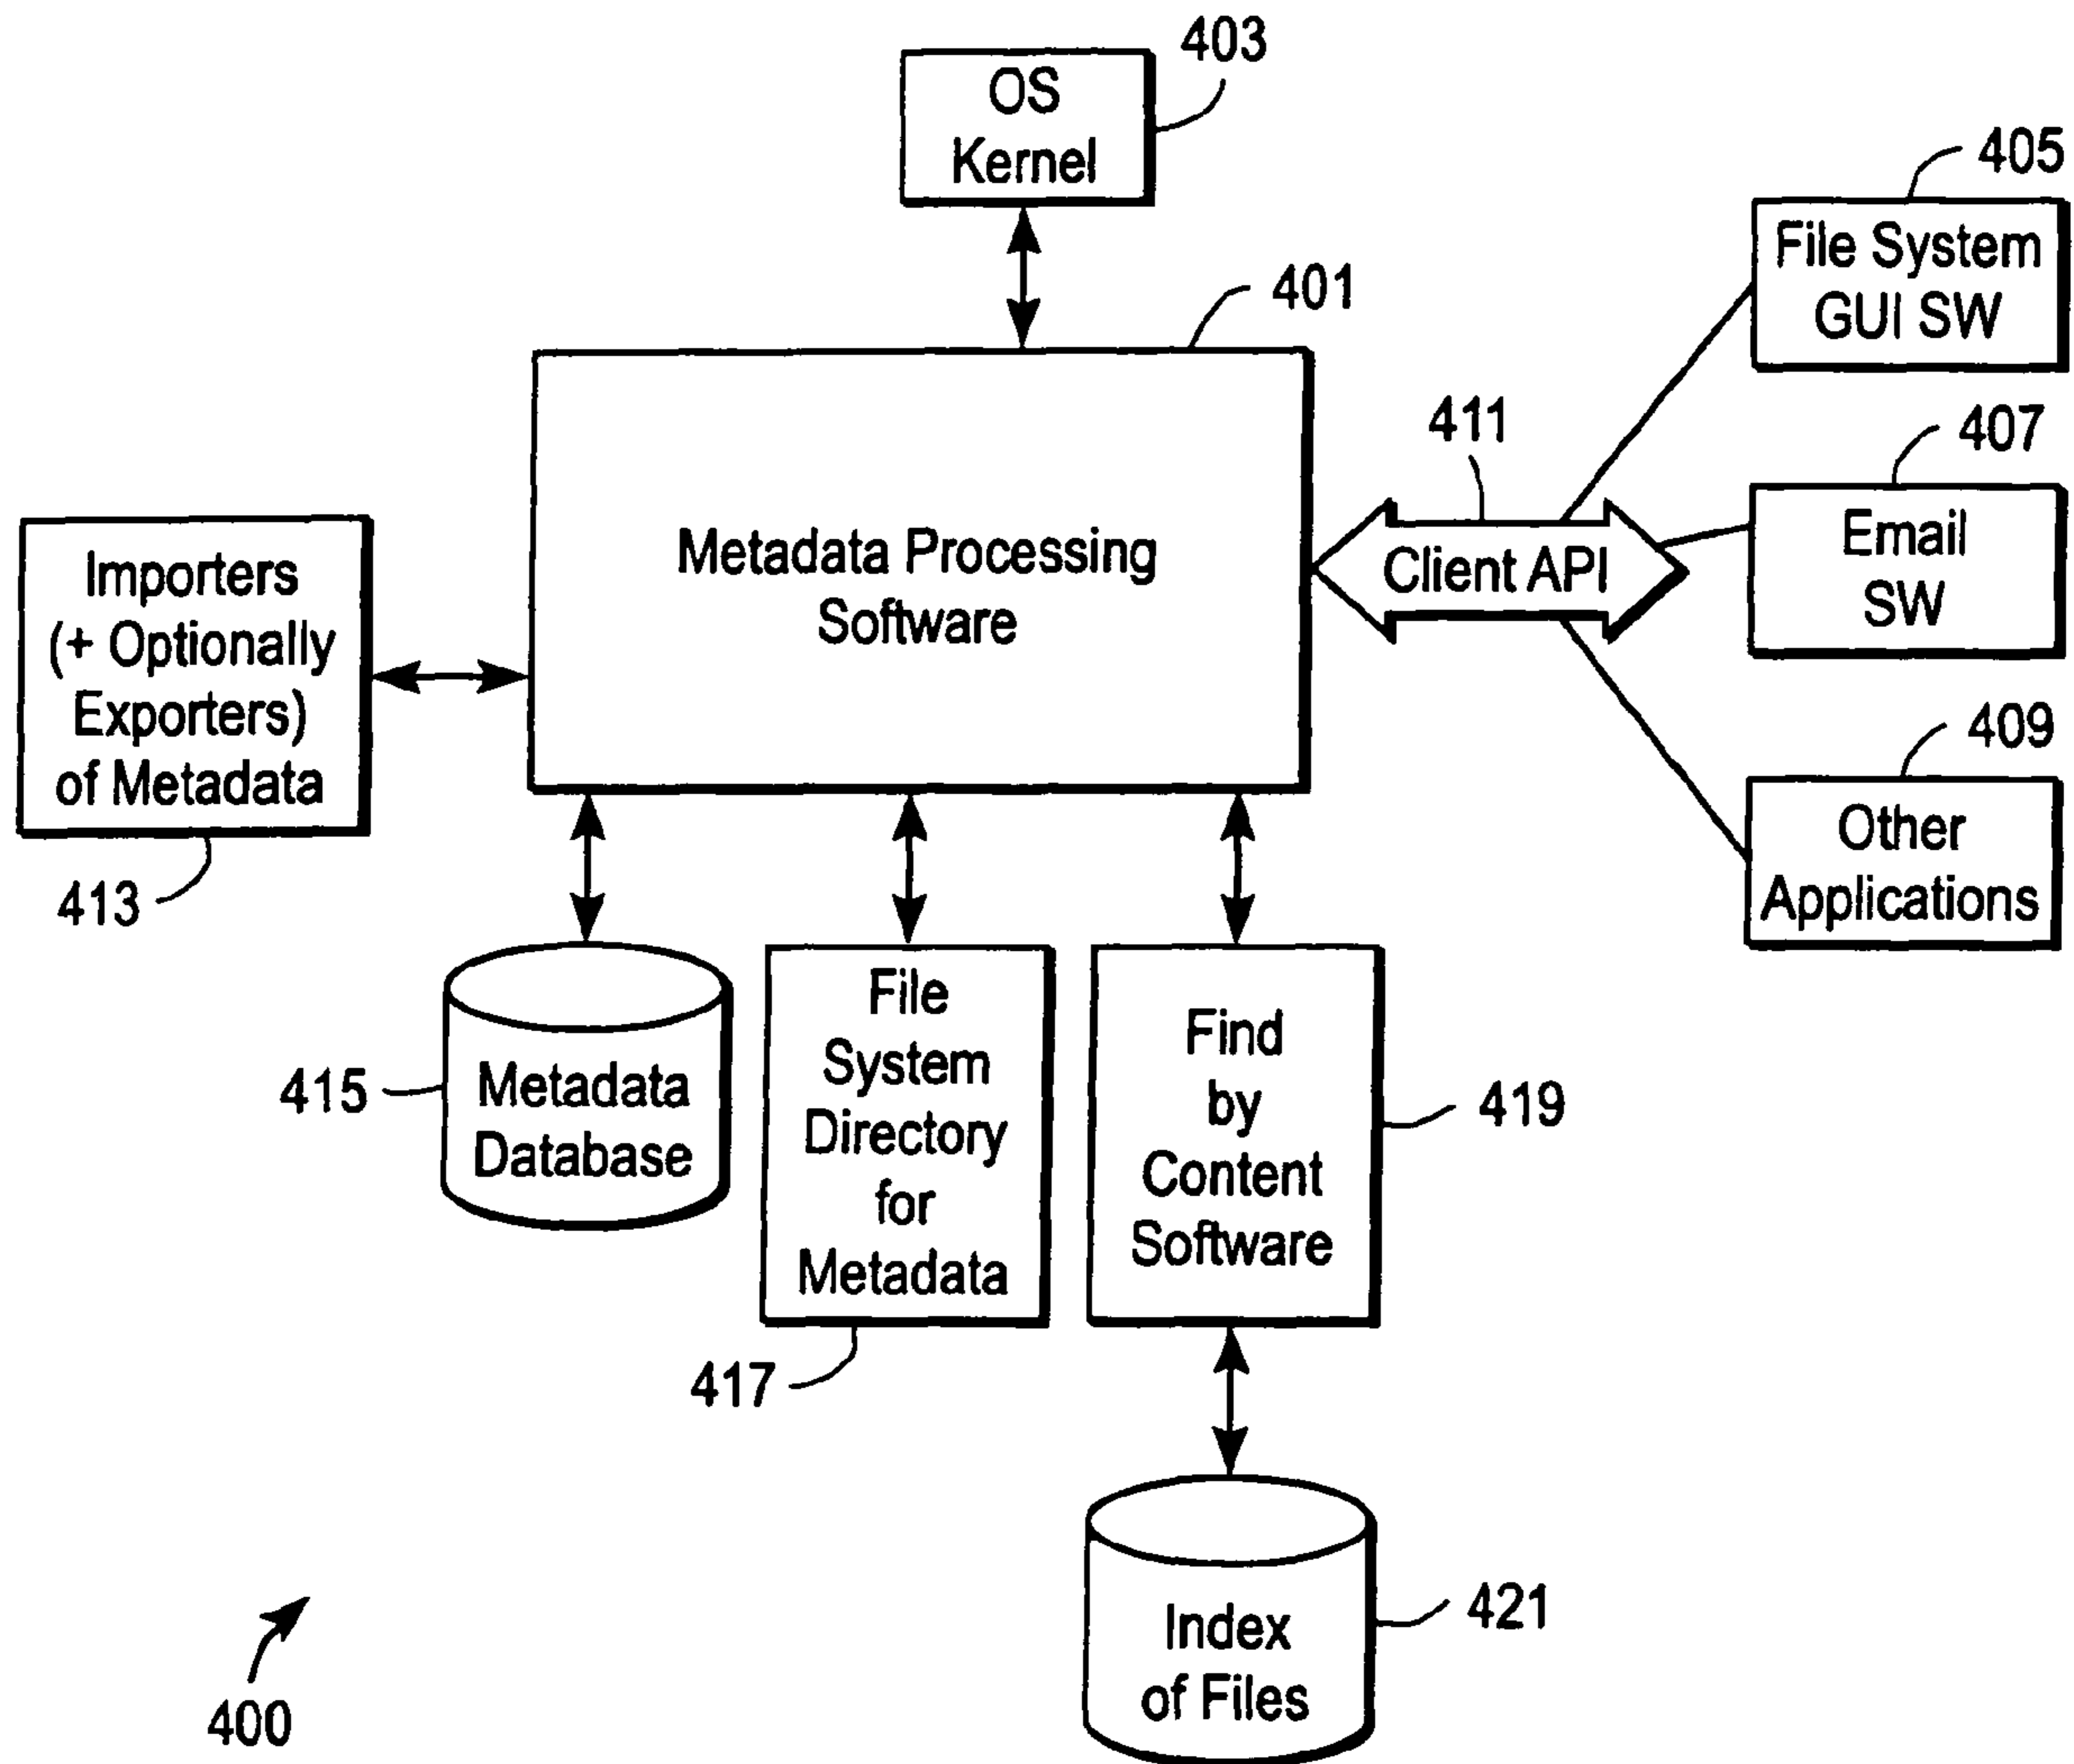 403
OS
Kernel
405
File System
GUI SW
401
411
407
Client API
Email
SW
Metadata Processing
Software
Importers
(+ Optionally
Exporters)
of Metadata
413
409
Other
Applications
415
Metadata
Database
File
System
Directory
for
Metadata
417
Find
by
Content
Software
419
421
Index
of Files
400